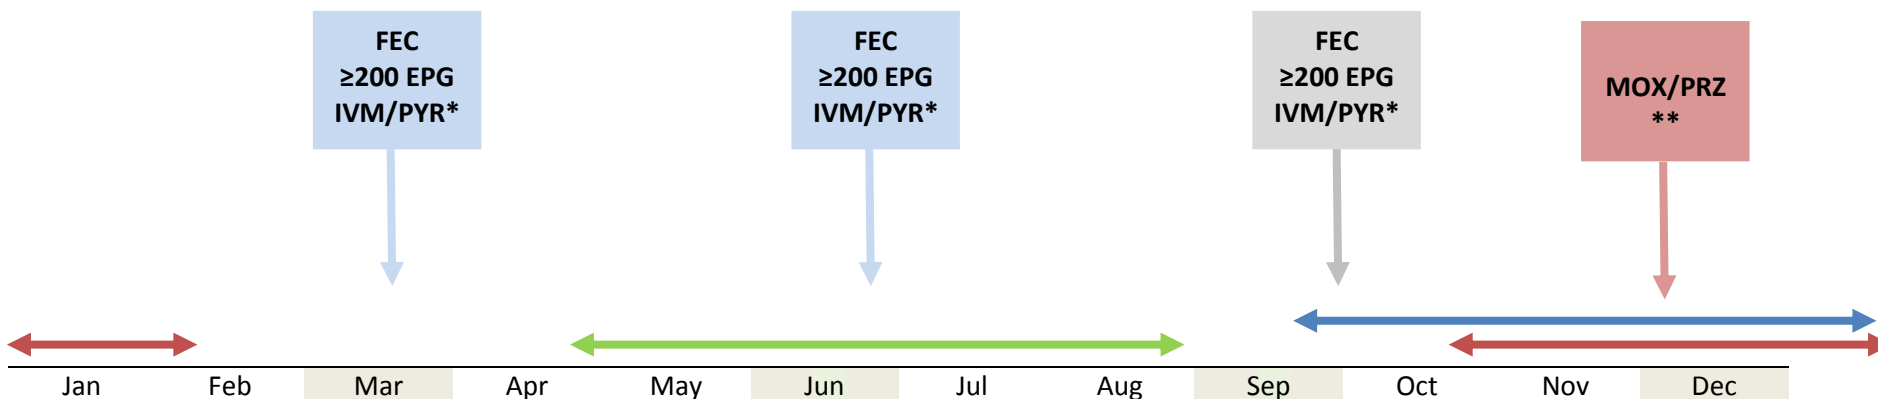 FEC
≥200 EPG
IVM/PYR*
FEC
≥200 EPG
IVM/PYR*
FEC
≥200 EPG
IVM/PYR*
MOX/PRZ
**
Jan Feb Mar Apr May Jun Jul Aug Sep Oct Nov Dec